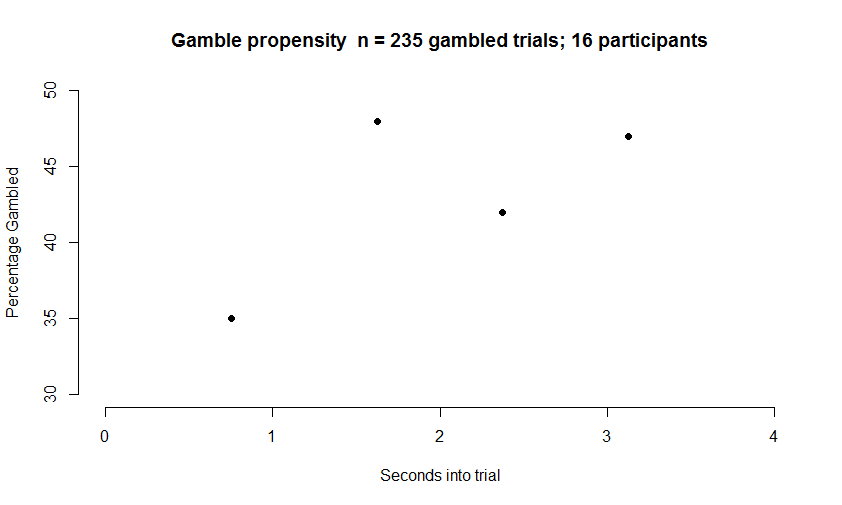 Gamble propensity  n = 235 gambled trials; 16 participants
Percentage Gambled
50
45
40
35
30
0 1 2 3 4
Seconds into trial